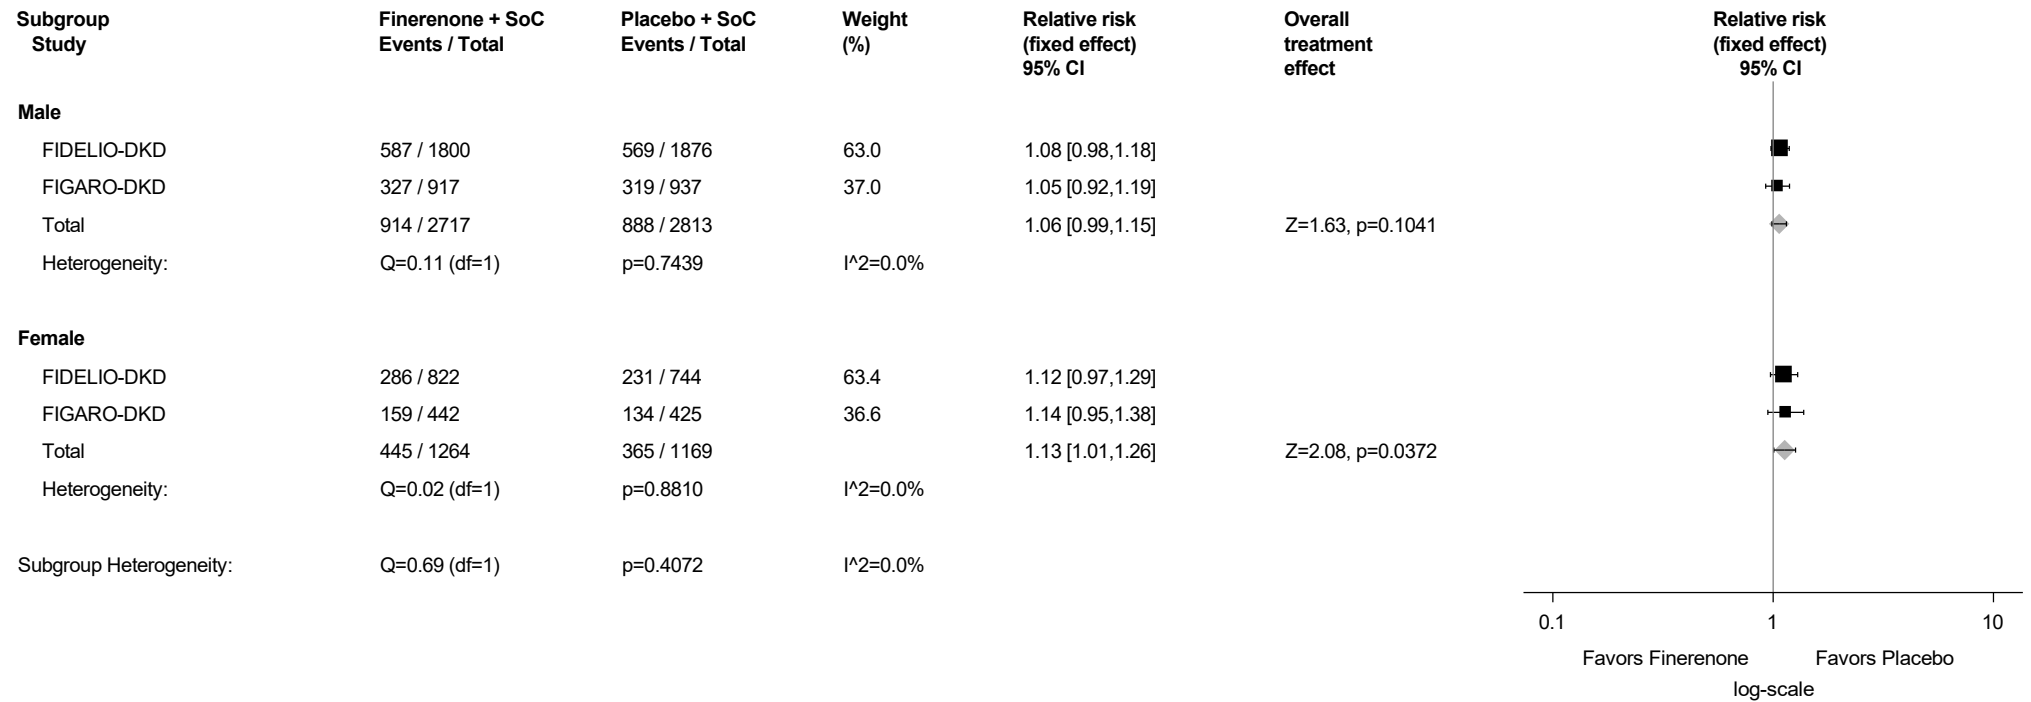 Subgroup Finerenone + SoC Placebo + SoC Weight Relative risk Overall Relative risk
Study Events / Total Events / Total (%) (fixed effect) treatment (fixed effect)
95% CI effect 95% CI
Male
FIDELIO-DKD 587 / 1800 569 / 1876 63.0 1.08 [0.98,1.18]
FIGARO-DKD 327 / 917 319 / 937 37.0 1.05 [0.92,1.19]
Total 914 / 2717 888 / 2813 1.06 [0.99,1.15] Z=1.63, p=0.1041
Heterogeneity: Q=0.11 (df=1) p=0.7439 I^2=0.0%
Female
FIDELIO-DKD 286 / 822 231 / 744 63.4 1.12 [0.97,1.29]
FIGARO-DKD 159 / 442 134 / 425 36.6 1.14 [0.95,1.38]
Total 445 / 1264 365 / 1169 1.13 [1.01,1.26] Z=2.08, p=0.0372
Heterogeneity: Q=0.02 (df=1) p=0.8810 I^2=0.0%
Subgroup Heterogeneity: Q=0.69 (df=1) p=0.4072 I^2=0.0%
0.1 1 10
Favors Finerenone Favors Placebo
log-scale